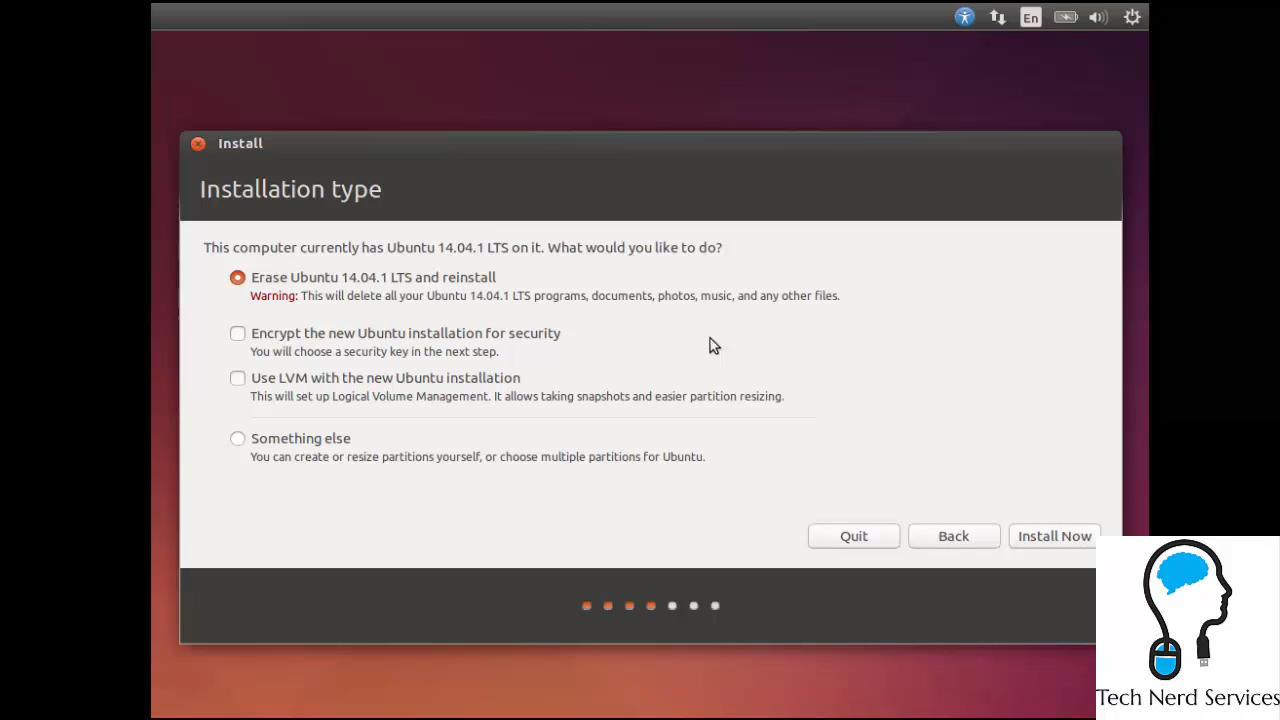 En
Install
Installation type
This computer currently has Ubuntu 14.04.1 LTS on it. What would you like to do?
Erase Ubuntu 14.04.1 LTS and reinstall
Warning: This will delete all your Ubuntu 14.04.1 LTS programs, documents, photos, music, and any other files.
Encrypt the new Ubuntu installation for security
You will choose a security key in the next step.
Use LVM with the new Ubuntu installation
This will set up Logical Volume Management. It allows taking snapshots and easier partition resizing.
Something else
You can create or resize partitions yourself, or choose multiple partitions for Ubuntu.
Quit Back Install Now
Tech Nerd Services